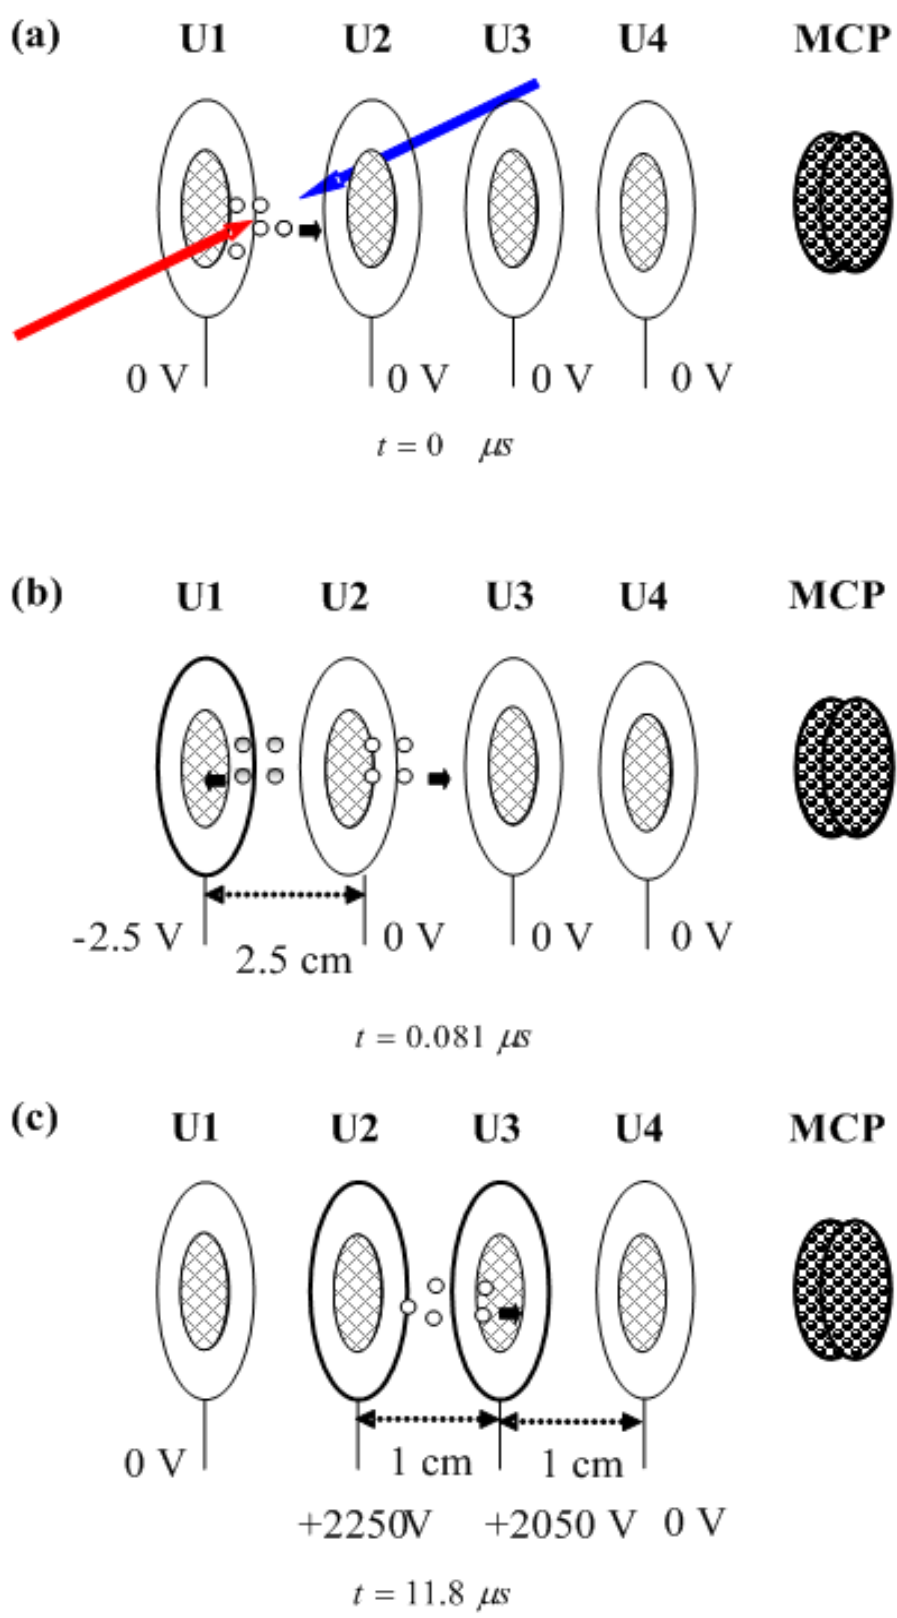 (a) U1 U2 U3 U4 MCP
0 V 0 V 0 V 0 V
t = 0 μs
(b) U1 U2 U3 U4 MCP
-2.5 V 0 V 0 V 0 V
2.5 cm
t = 0.081 μs
(c) U1 U2 U3 U4 MCP
0 V 1 cm 1 cm
+2250V +2050 V 0 V
t = 11.8 μs